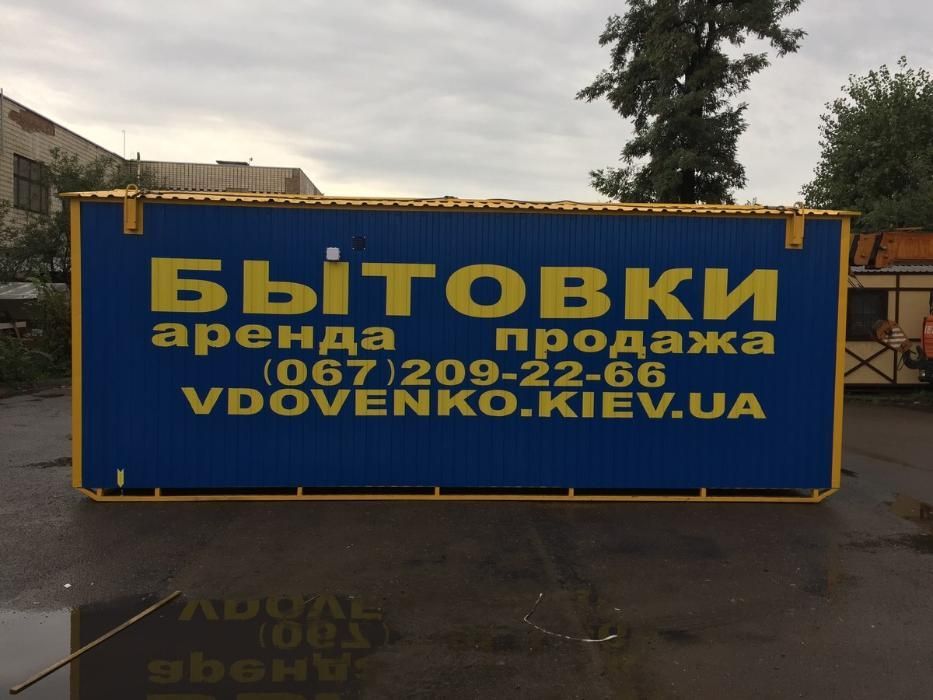 БЫТОВКИ
аренда продажа
(067)209-22-66
VDOVENKO.KIEV.UA